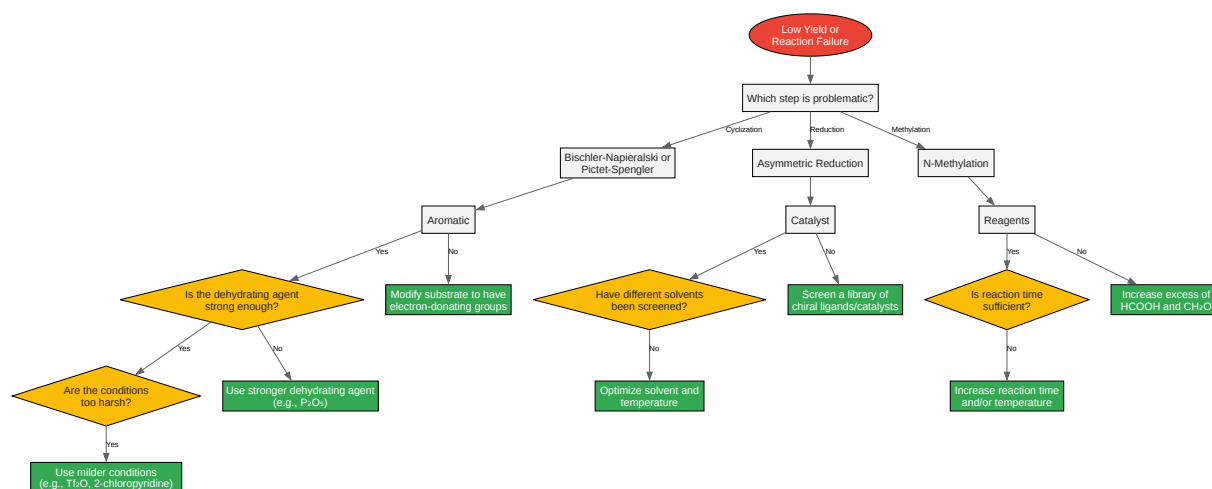 Low Yield or
Reaction Failure
Which step is problematic?
Cyclization
Reduction
Methylation
Bischler-Napieralski or
Pictet-Spengler
Asymmetric Reduction
N-Methylation
Aromatic
Catalyst
Reagents
Yes
No
Yes
No
Yes
No
Is the dehydrating agent
strong enough?
Modify substrate to have
electron-donating groups
Have different solvents
been screened?
Screen a library of
chiral ligands/catalysts
Is reaction time
sufficient?
Increase excess of
HCOOH and CH₂O
Yes
No
No
No
Are the conditions
too harsh?
Use stronger dehydrating agent
(e.g., P₂O₅)
Optimize solvent and
temperature
Increase reaction time
and/or temperature
Yes
Use milder conditions
(e.g., Tf₂O, 2-chloropyridine)